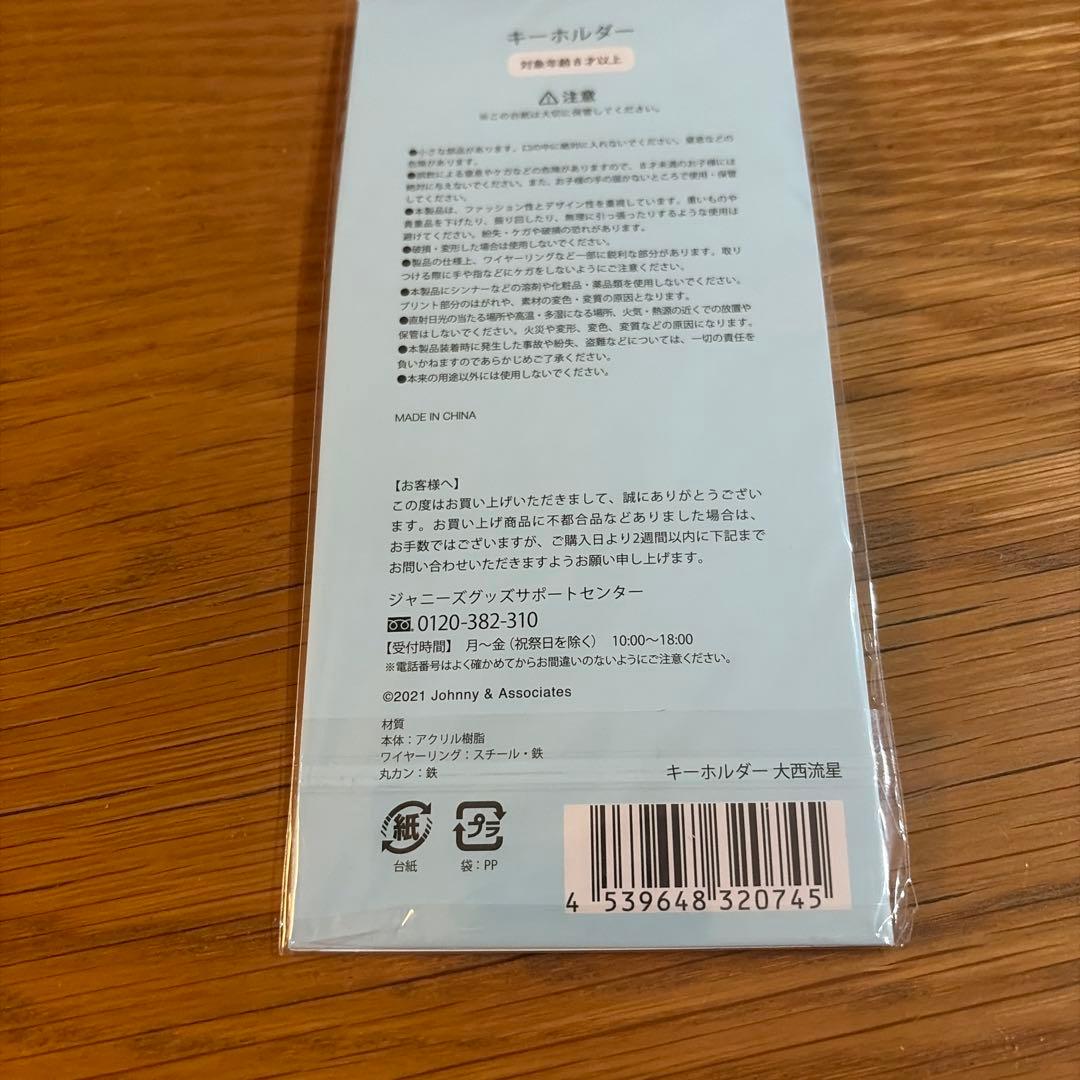 キーホルダー
対象年齢8才以上
注意
※この台紙は大切に保管してください。
●小さな部品があります。口の中に絶対に入れないでください。窒息などの
危険があります。
●誤飲による窒息やケガなどの危険がありますので、8才未満のお子様には
絶対に与えないでください。また、お子様の手の届かないところで使用・保管
してください。
●本製品は、ファッション性とデザイン性を重視しています。重いものや
貴重品を下げたり、振り回したり、無理に引っ張ったりするような使用は
避けてください。紛失・ケガや破損の恐れがあります。
●破損・変形した場合は使用しないでください。
●製品の仕様上、ワイヤーリングなど一部に鋭利な部分があります。取り
つける際に手や指などにケガをしないようにご注意ください。
●本製品にシンナーなどの溶剤や化粧品・薬品類を使用しないでください。
プリント部分のはがれや、素材の変色・変質の原因となります。
●直射日光の当たる場所や高温・多湿になる場所、火気・熱源の近くでの放置や
保管はしないでください。火災や変形、変色、変質などの原因になります。
●本製品装着時に発生した事故や紛失、盗難などについては、一切の責任を
負いかねますのであらかじめご了承ください。
●本来の用途以外には使用しないでください。
MADE IN CHINA
【お客様へ】
この度はお買い上げいただきまして、誠にありがとうござい
ます。お買い上げ商品に不都合品などありました場合は、
お手数ではございますが、ご購入日より2週間以内に下記まで
お問い合わせいただきますようお願い申し上げます。
ジャニーズグッズサポートセンター
0120-382-310
【受付時間】 月〜金(祝祭日を除く) 10:00〜18:00
※電話番号はよく確かめてからお間違いのないようにご注意ください。
©2021 Johnny & Associates
材質
本体：アクリル樹脂
ワイヤーリング：スチール・鉄
丸カン：鉄
キーホルダー 大西流星
紙
台紙
プラ
袋：PP
4 539648 320745